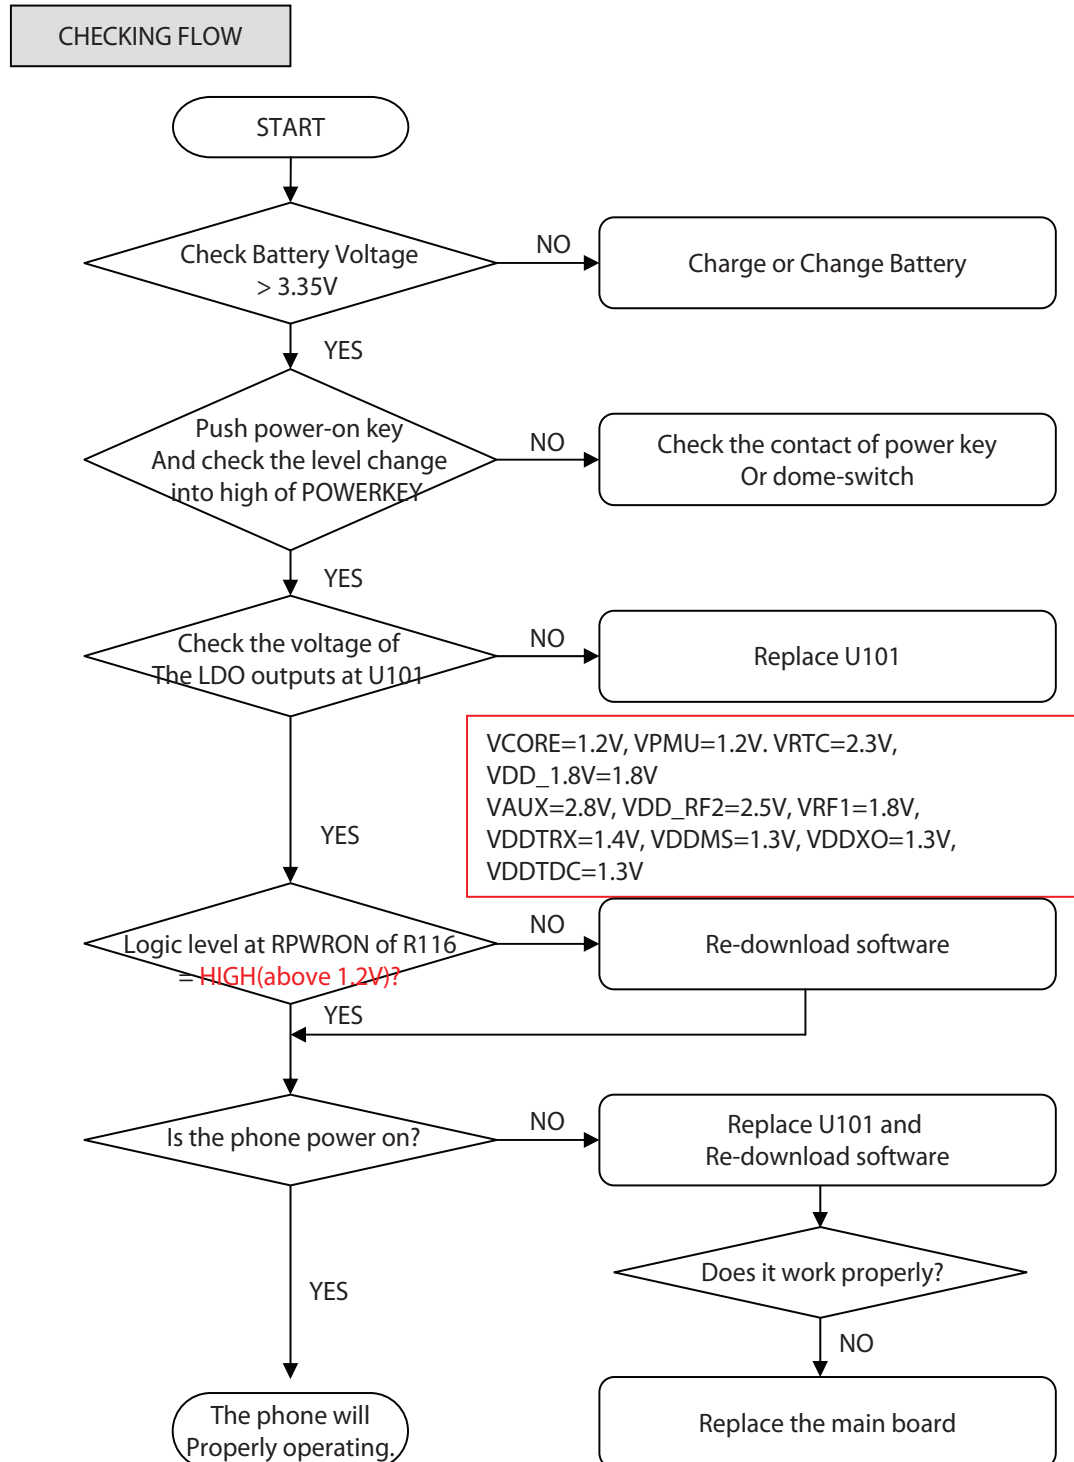 CHECKING FLOW
START
Check Battery Voltage
> 3.35V
NO
Charge or Change Battery
YES
Push power-on key
And check the level change
into high of POWERKEY
NO
Check the contact of power key
Or dome-switch
YES
Check the voltage of
The LDO outputs at U101
NO
Replace U101
VCORE=1.2V, VPMU=1.2V. VRTC=2.3V,
VDD_1.8V=1.8V
VAUX=2.8V, VDD_RF2=2.5V, VRF1=1.8V,
VDDTRX=1.4V, VDDMS=1.3V, VDDXO=1.3V,
VDDTDC=1.3V
YES
Logic level at RPWRON of R116
= HIGH(above 1.2V)?
NO
Re-download software
YES
Is the phone power on?
NO
Replace U101 and
Re-download software
Does it work properly?
YES
NO
The phone will
Properly operating.
Replace the main board